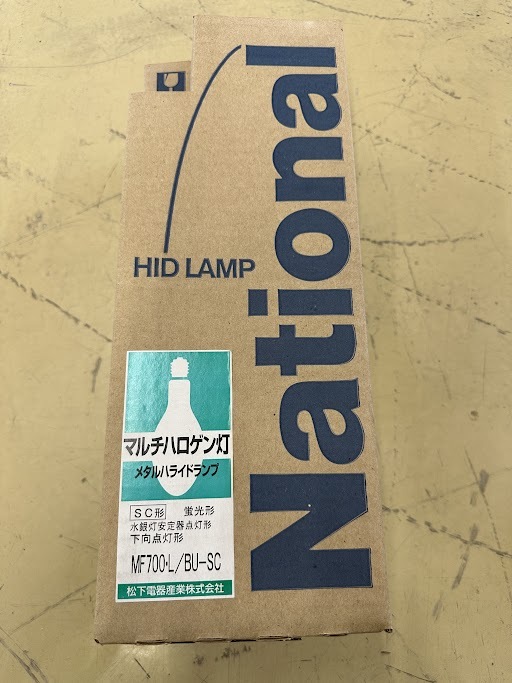 National
HID LAMP
マルチハロゲン灯
メタルハライドランプ
SC形 蛍光形
水銀灯安定器点灯形
下向点灯形
MF700・L/BU-SC
松下電器産業株式会社